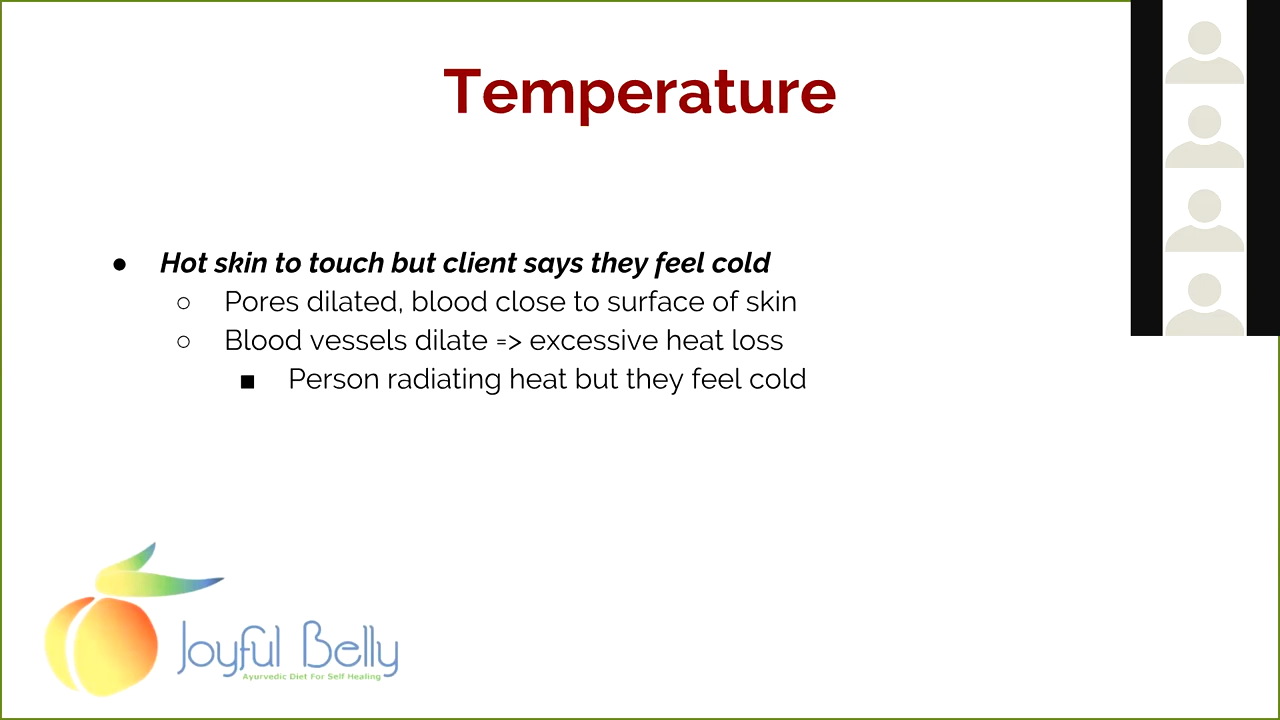 Temperature
● Hot skin to touch but client says they feel cold
○ Pores dilated, blood close to surface of skin
○ Blood vessels dilate => excessive heat loss
■ Person radiating heat but they feel cold
Joyful Belly
Ayurvedic Diet For Self Healing